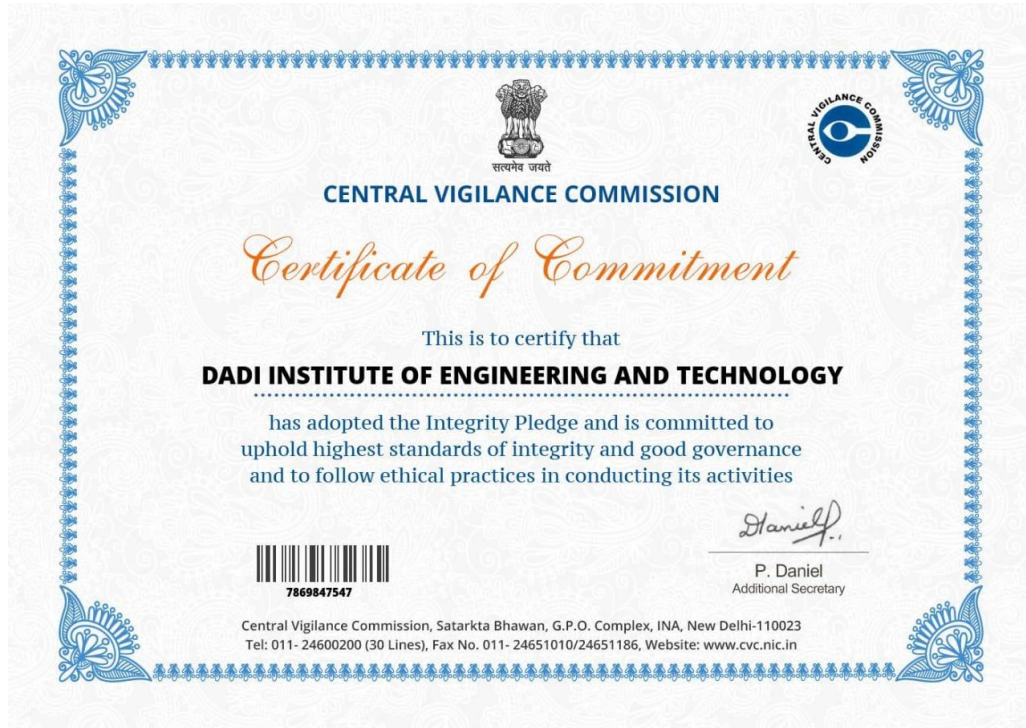 सत्यमेव जयते
CENTRAL VIGILANCE COMMISSION
CENTRAL VIGILANCE COMMISSION
Certificate of Commitment
This is to certify that
DADI INSTITUTE OF ENGINEERING AND TECHNOLOGY
has adopted the Integrity Pledge and is committed to
uphold highest standards of integrity and good governance
and to follow ethical practices in conducting its activities
Daniel P.
P. Daniel
Additional Secretary
7869847547
Central Vigilance Commission, Satarkta Bhawan, G.P.O. Complex, INA, New Delhi-110023
Tel: 011- 24600200 (30 Lines), Fax No. 011- 24651010/24651186, Website: www.cvc.nic.in